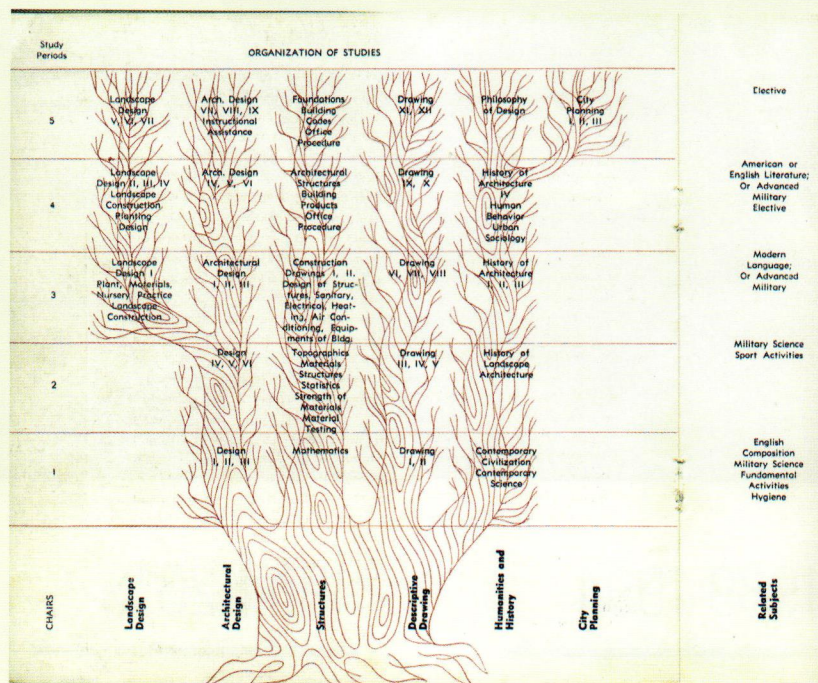 Study
Periods
ORGANIZATION OF STUDIES
5
Landscape
Design
V, VI, VII
Arch. Design
VII, VIII, IX
Instructional
Assistance
Foundations
Building
Codes
Office
Procedure
Drawing
XI, XII
Philosophy
of Design
City
Planning
I, II, III
Elective
4
Landscape
Design II, III, IV
Landscape
Construction
Planting
Design
Arch. Design
IV, V, VI
Architectural
Structures
Building
Products
Office
Procedure
Drawing
IX, X
History of
Architecture
IV
Human
Behavior
Urban
Sociology
American or
English Literature;
Or Advanced
Military
Elective
3
Landscape
Design I
Plant, Materials,
Nursery Practice
Landscape
Construction
Architectural
Design
I, II, III
Construction
Drawings I, II.
Design of Struc-
tures, Sanitary,
Electrical, Heat-
ing, Air Con-
ditioning, Equip-
ments of Bldg.
Drawing
VI, VII, VIII
History of
Architecture
I, II, III
Modern
Language;
Or Advanced
Military
2
Design
IV, V, VI
Topographics
Materials
Structures
Statistics
Strength of
Materials
Material
Testing
Drawing
III, IV, V
History of
Landscape
Architecture
Military Science
Sport Activities
1
Design
I, II, III
Mathematics
Drawing
I, II
Contemporary
Civilization
Contemporary
Science
English
Composition
Military Science
Fundamental
Activities
Hygiene
CHAIRS
Landscape
Design
Architectural
Design
Structures
Descriptive
Drawing
Humanities and
History
City
Planning
Related
Subjects